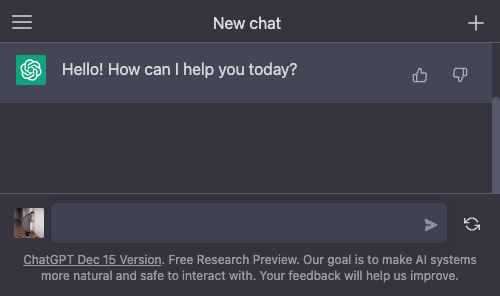 New chat
Hello! How can I help you today?
ChatGPT Dec 15 Version. Free Research Preview. Our goal is to make AI systems
more natural and safe to interact with. Your feedback will help us improve.